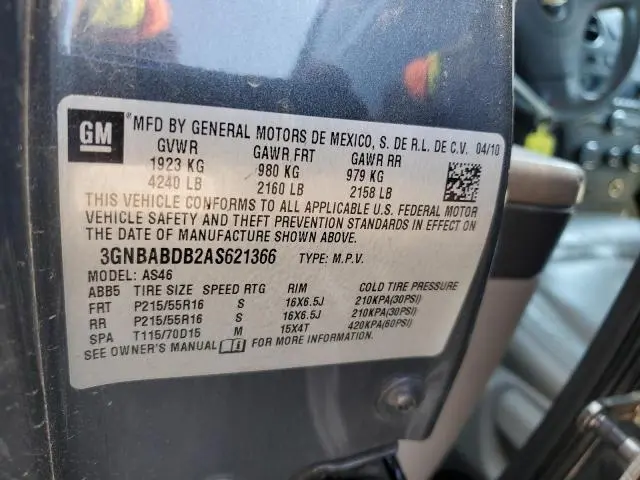 GM
®MFD BY GENERAL MOTORS DE MEXICO, S. DE R.L. DE C.V. 04/10
GVWR GAWR FRT GAWR RR
1923 KG 980 KG 979 KG
4240 LB 2160 LB 2158 LB
THIS VEHICLE CONFORMS TO ALL APPLICABLE U.S. FEDERAL MOTOR
VEHICLE SAFETY AND THEFT PREVENTION STANDARDS IN EFFECT ON
THE DATE OF MANUFACTURE SHOWN ABOVE.
3GNBABDB2AS621366 TYPE: M.P.V.
MODEL: AS46
ABB5 TIRE SIZE SPEED RTG RIM COLD TIRE PRESSURE
FRT P215/55R16 S 16X6.5J 210KPA(30PSI)
RR P215/55R16 S 16X6.5J 210KPA(30PSI)
SPA T115/70D15 M 15X4T 420KPA(60PSI)
SEE OWNER'S MANUAL FOR MORE INFORMATION.